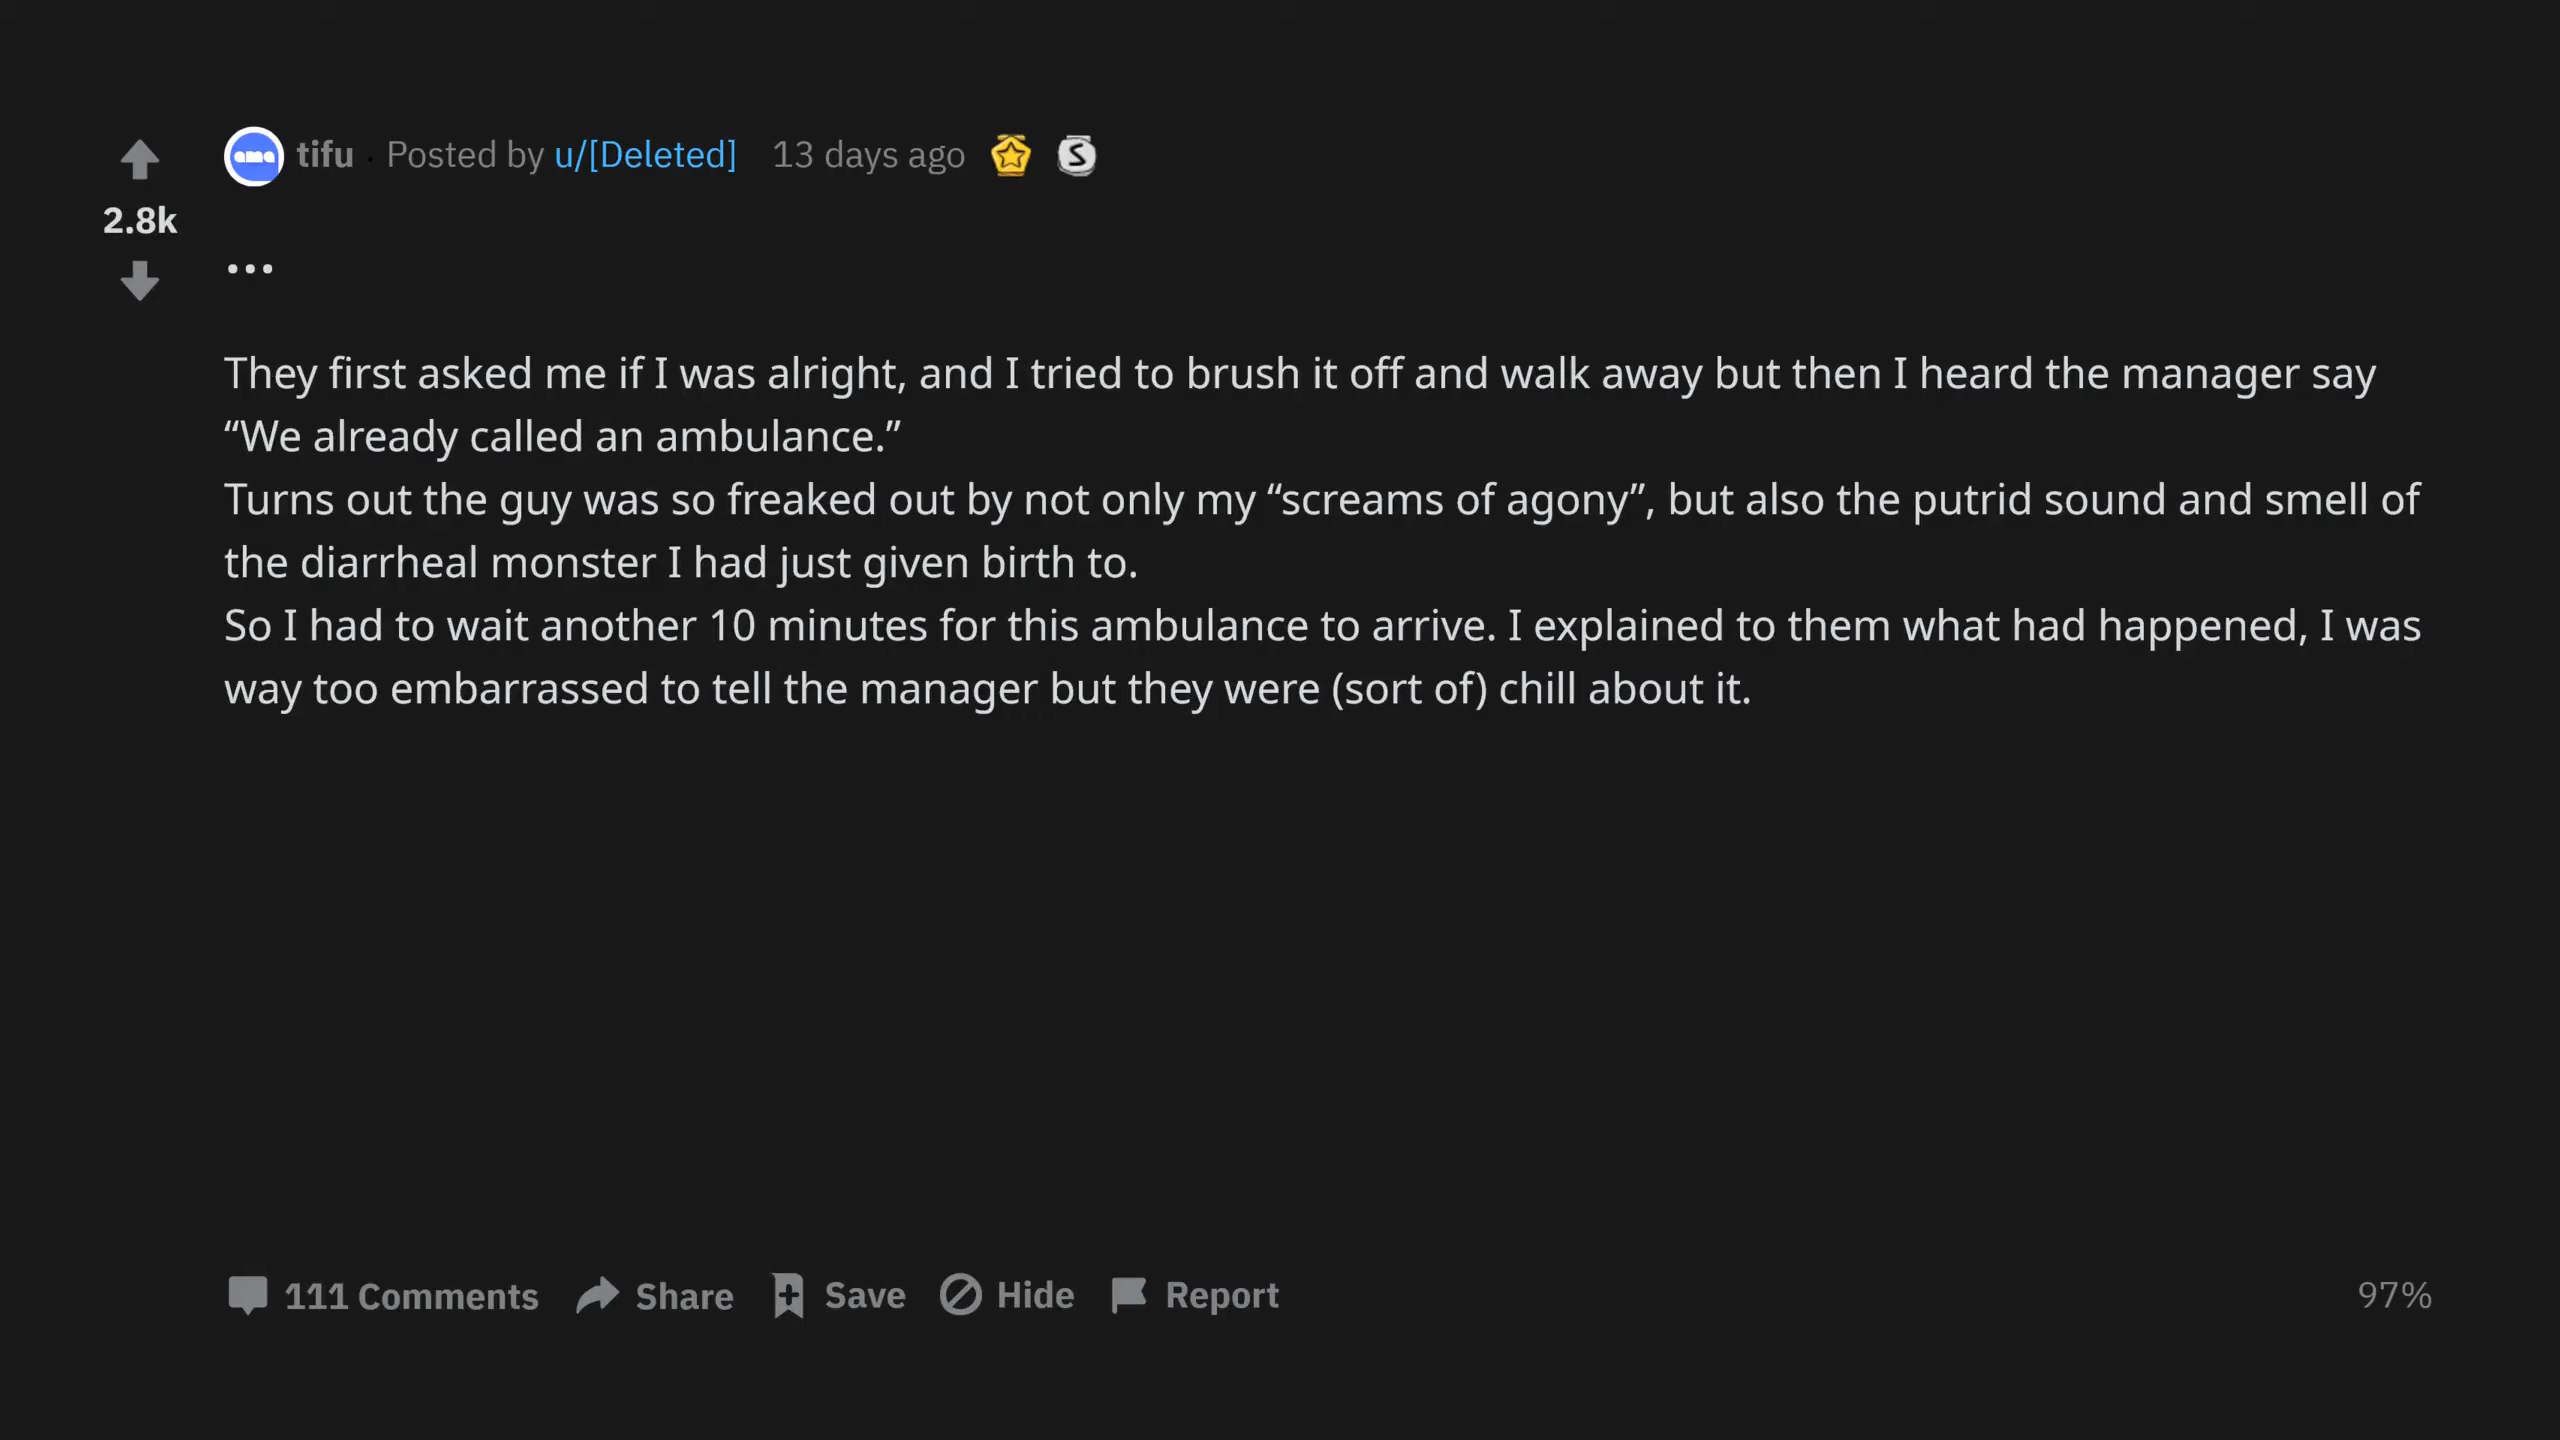 tifu · Posted by u/[Deleted] 13 days ago
2.8k
...
They first asked me if I was alright, and I tried to brush it off and walk away but then I heard the manager say
“We already called an ambulance.”
Turns out the guy was so freaked out by not only my “screams of agony”, but also the putrid sound and smell of
the diarrheal monster I had just given birth to.
So I had to wait another 10 minutes for this ambulance to arrive. I explained to them what had happened, I was
way too embarrassed to tell the manager but they were (sort of) chill about it.
111 Comments Share Save Hide Report 97%